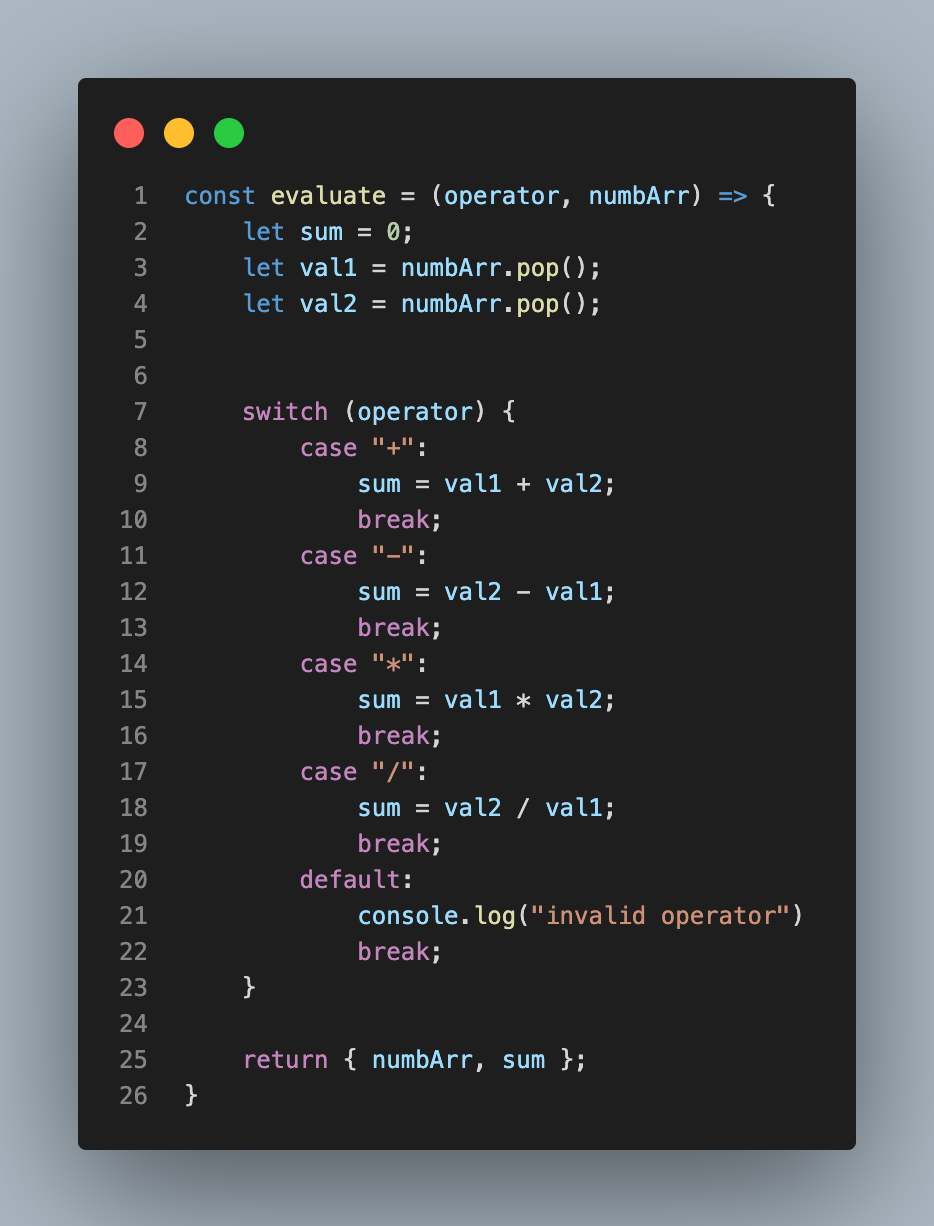 1 const evaluate = (operator, numbArr) => {
2     let sum = 0;
3     let val1 = numbArr.pop();
4     let val2 = numbArr.pop();
5
6
7     switch (operator) {
8         case "+":
9             sum = val1 + val2;
10             break;
11         case "-":
12             sum = val2 - val1;
13             break;
14         case "*":
15             sum = val1 * val2;
16             break;
17         case "/":
18             sum = val2 / val1;
19             break;
20         default:
21             console.log("invalid operator")
22             break;
23     }
24
25     return { numbArr, sum };
26 }